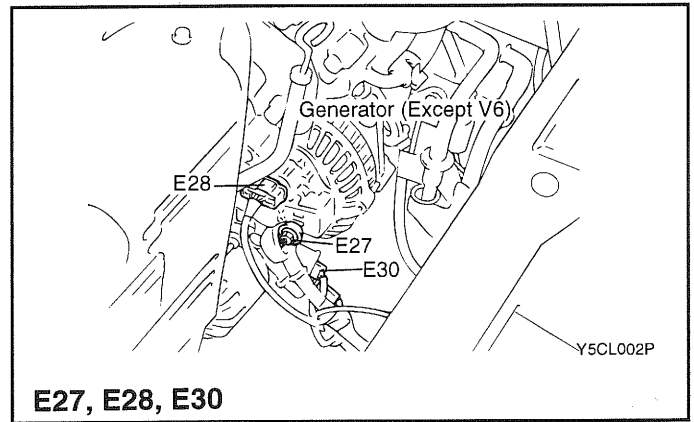 Generator (Except V6)
E28
E27
E30
Y5CL002P
E27, E28, E30